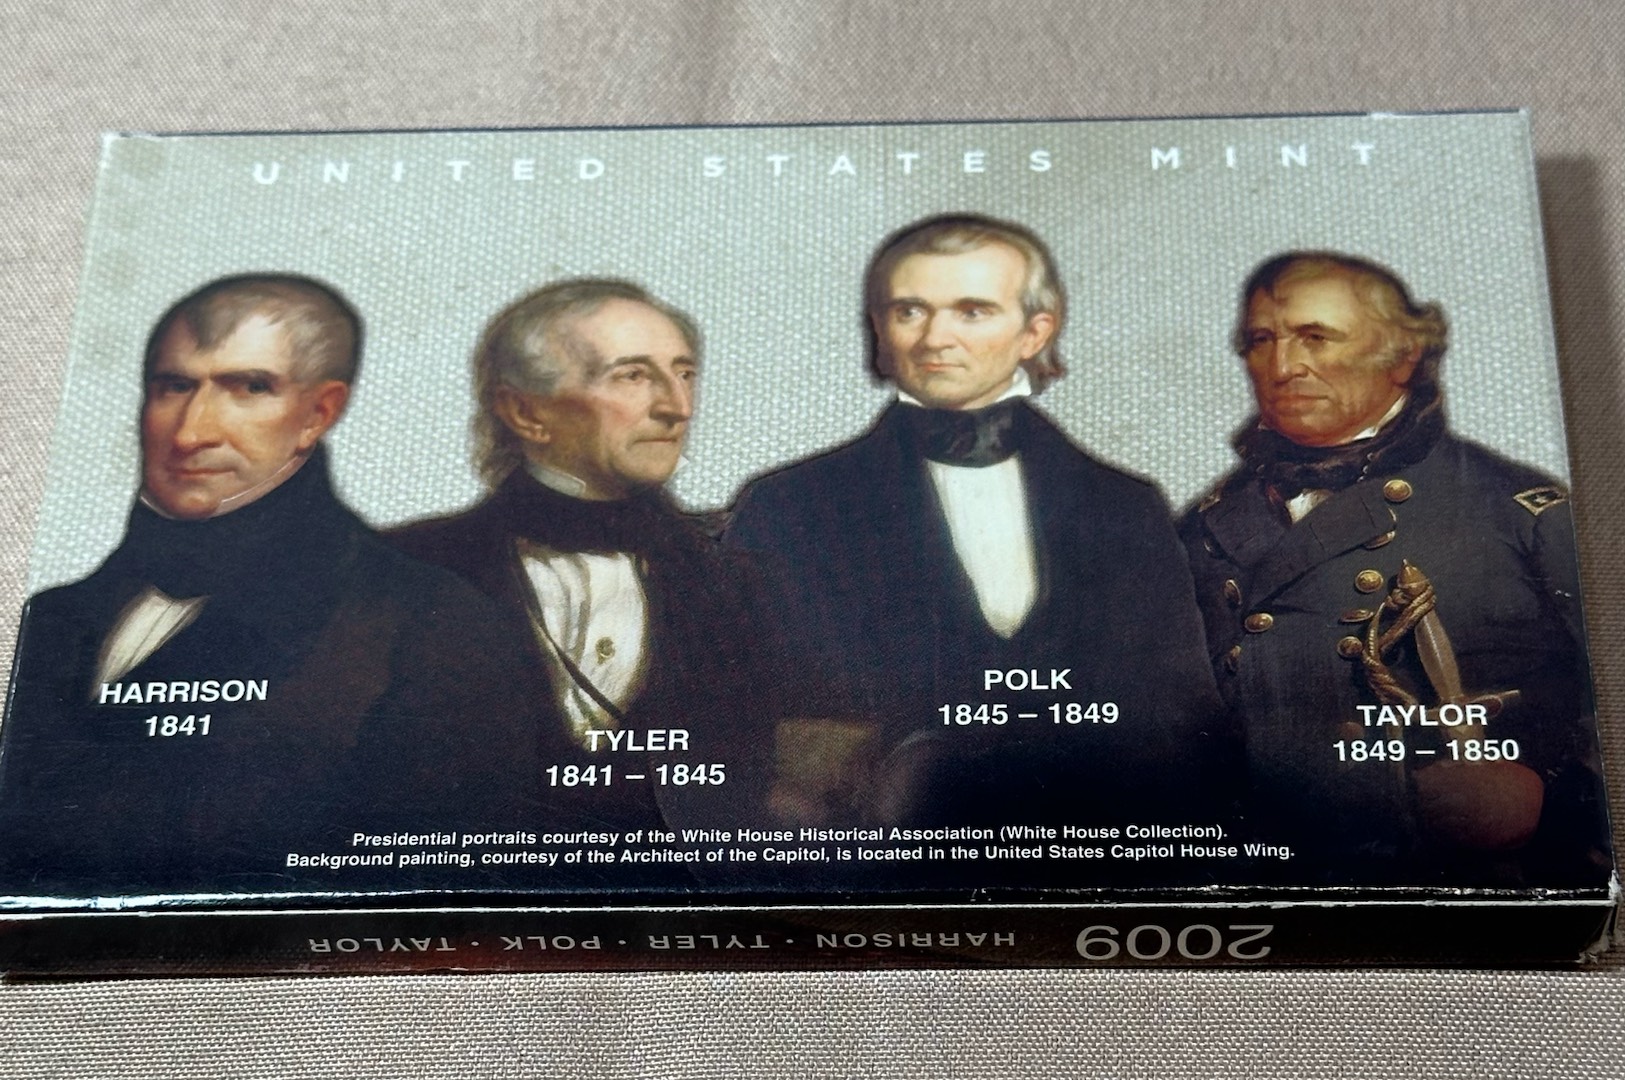 UNITED STATES MINT
HARRISON
1841
TYLER
1841 – 1845
POLK
1845 – 1849
TAYLOR
1849 – 1850
Presidential portraits courtesy of the White House Historical Association (White House Collection).
Background painting, courtesy of the Architect of the Capitol, is located in the United States Capitol House Wing.
2009 HARRISON · TYLER · POLK · TAYLOR